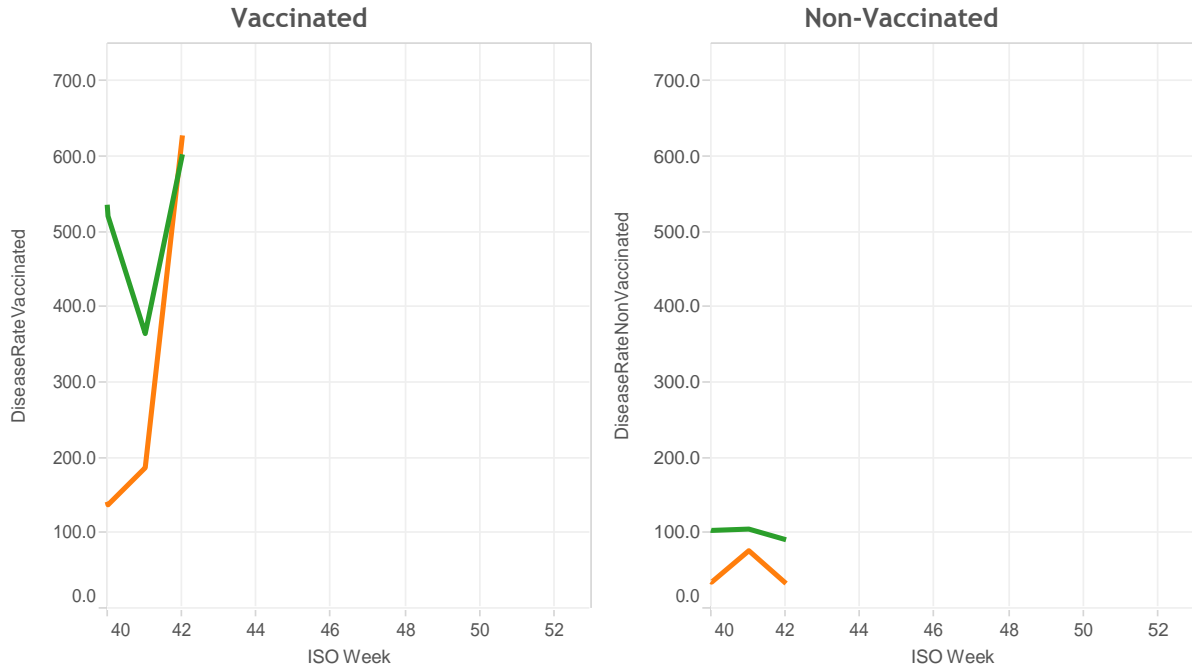 Vaccinated
700.0
600.0
500.0
400.0
300.0
200.0
100.0
0.0
DiseaseRateVaccinated
40 42 44 46 48 50 52
ISO Week
Non-Vaccinated
700.0
600.0
500.0
400.0
300.0
200.0
100.0
0.0
DiseaseRateNonVaccinated
40 42 44 46 48 50 52
ISO Week